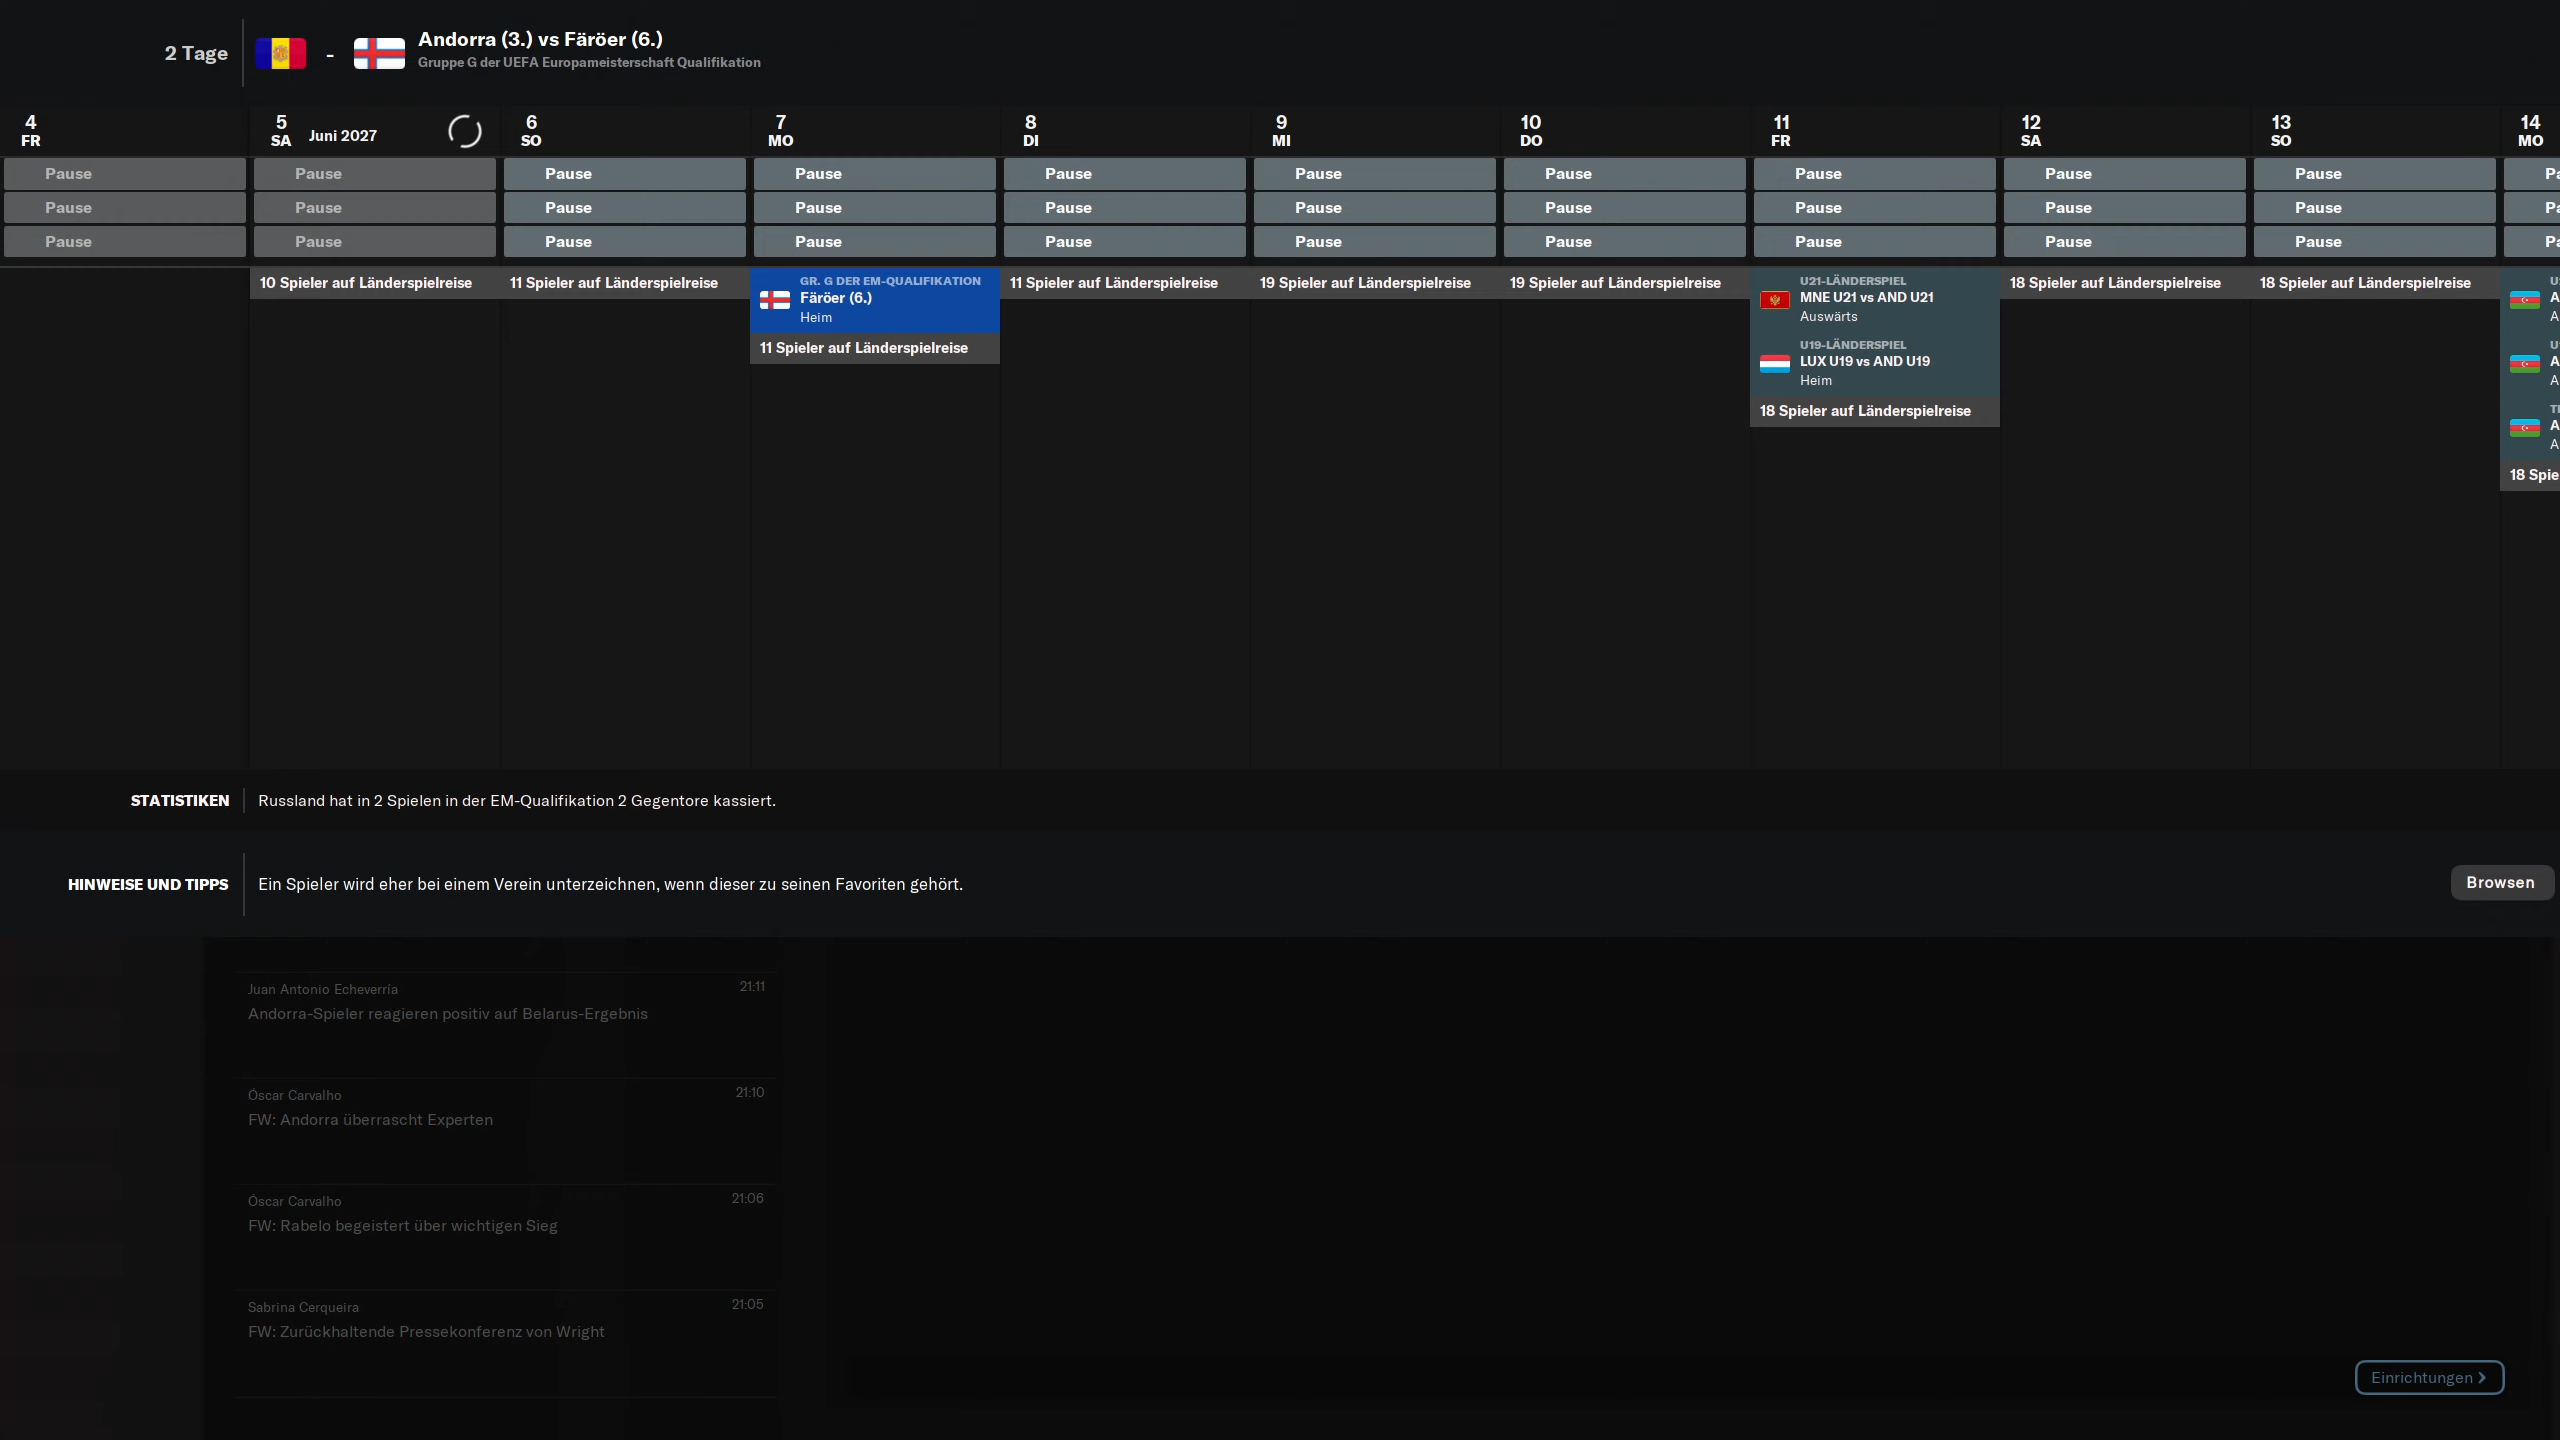 2 Tage
-
Andorra (3.) vs Färöer (6.)
Gruppe G der UEFA Europameisterschaft Qualifikation
4 FR
5 SA Juni 2027
6 SO
7 MO
8 DI
9 MI
10 DO
11 FR
12 SA
13 SO
14 MO
Pause Pause Pause Pause Pause Pause Pause Pause Pause Pause
Pause Pause Pause Pause Pause Pause Pause Pause Pause Pause
Pause Pause Pause Pause Pause Pause Pause Pause Pause Pause
10 Spieler auf Länderspielreise
11 Spieler auf Länderspielreise
GR. G DER EM-QUALIFIKATION
Färöer (6.)
Heim
11 Spieler auf Länderspielreise
11 Spieler auf Länderspielreise
19 Spieler auf Länderspielreise
19 Spieler auf Länderspielreise
U21-LÄNDERSPIEL
MNE U21 vs AND U21
Auswärts
U19-LÄNDERSPIEL
LUX U19 vs AND U19
Heim
18 Spieler auf Länderspielreise
18 Spieler auf Länderspielreise
18 Spieler auf Länderspielreise
18 Spie
STATISTIKEN
Russland hat in 2 Spielen in der EM-Qualifikation 2 Gegentore kassiert.
HINWEISE UND TIPPS
Ein Spieler wird eher bei einem Verein unterzeichnen, wenn dieser zu seinen Favoriten gehört.
Browsen
Juan Antonio Echeverría 21:11
Andorra-Spieler reagieren positiv auf Belarus-Ergebnis
Óscar Carvalho 21:10
FW: Andorra überrascht Experten
Óscar Carvalho 21:06
FW: Rabelo begeistert über wichtigen Sieg
Sabrina Cerqueira 21:05
FW: Zurückhaltende Pressekonferenz von Wright
Einrichtungen